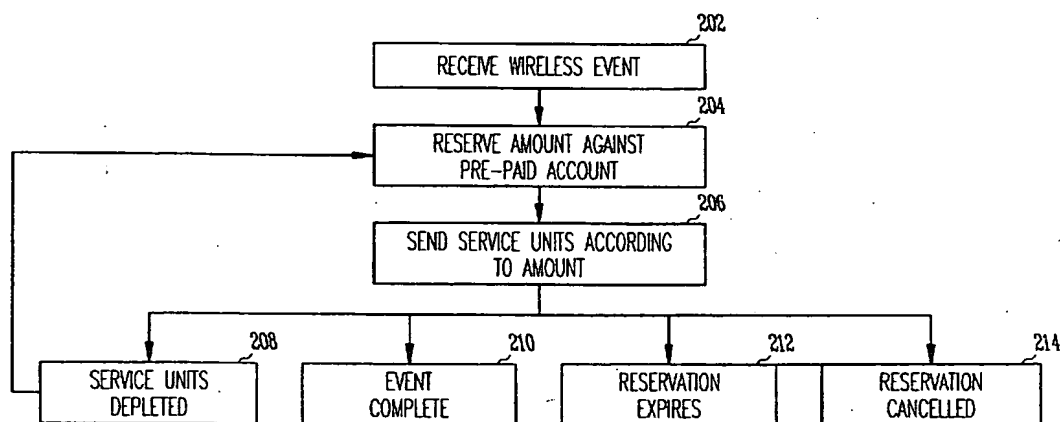 202
RECEIVE WIRELESS EVENT
204
RESERVE AMOUNT AGAINST
PRE-PAID ACCOUNT
206
SEND SERVICE UNITS ACCORDING
TO AMOUNT
208
SERVICE UNITS
DEPLETED
210
EVENT
COMPLETE
212
RESERVATION
EXPIRES
214
RESERVATION
CANCELLED